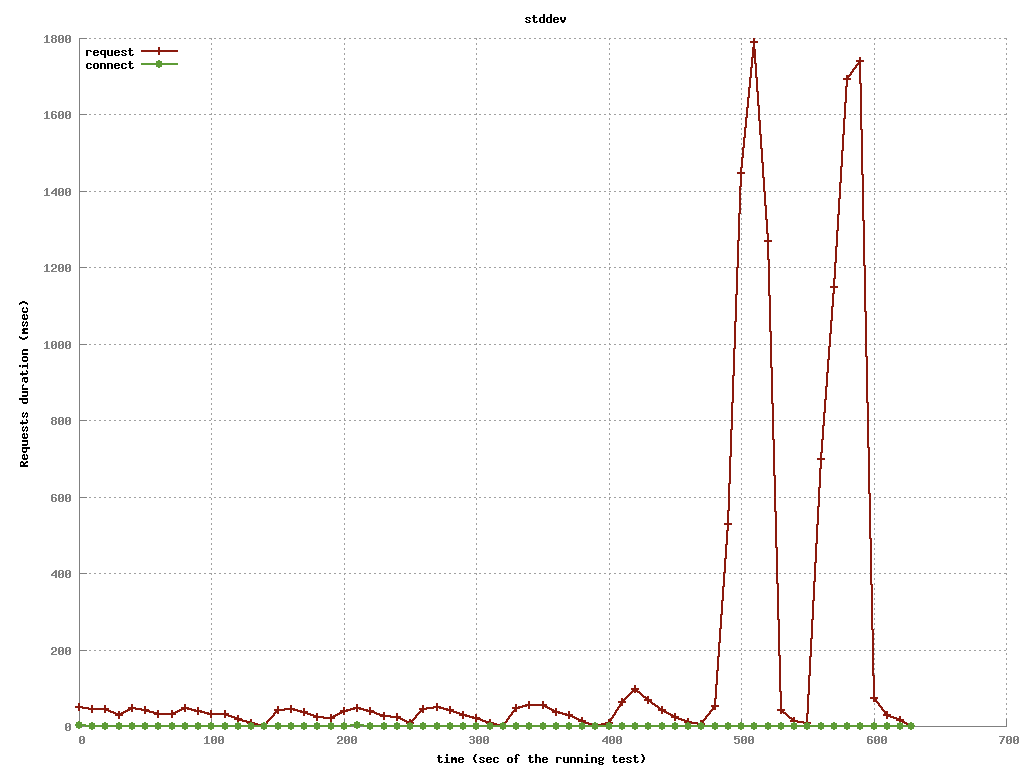 stddev
request
connect
1800
1600
1400
1200
1000
800
600
400
200
0
Requests duration (msec)
0 100 200 300 400 500 600 700
time (sec of the running test)